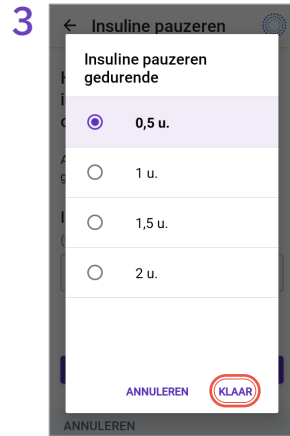 3
Insuline pauzeren
Insuline pauzeren
gedurende
0,5 u.
1 u.
1,5 u.
2 u.
ANNULEREN KLAAR
ANNULEREN